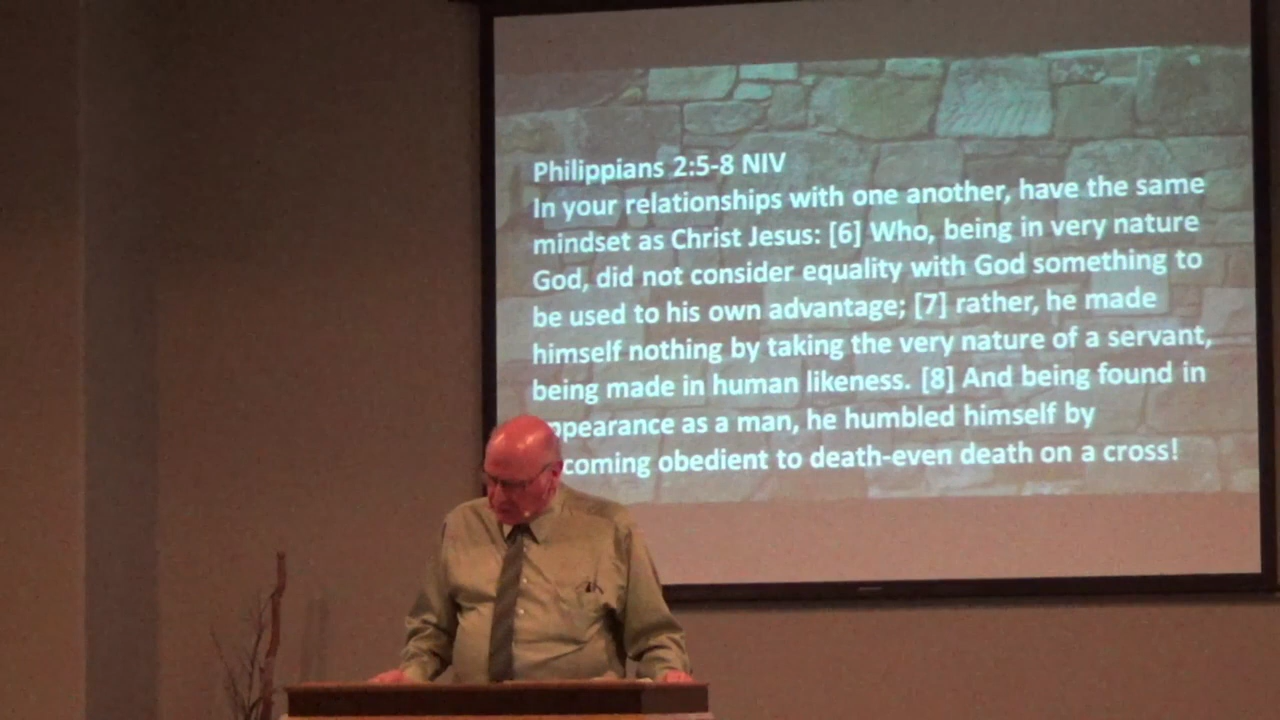 Philippians 2:5-8 NIV
In your relationships with one another, have the same
mindset as Christ Jesus: [6] Who, being in very nature
God, did not consider equality with God something to
be used to his own advantage; [7] rather, he made
himself nothing by taking the very nature of a servant,
being made in human likeness. [8] And being found in
ppearance as a man, he humbled himself by
coming obedient to death-even death on a cross!